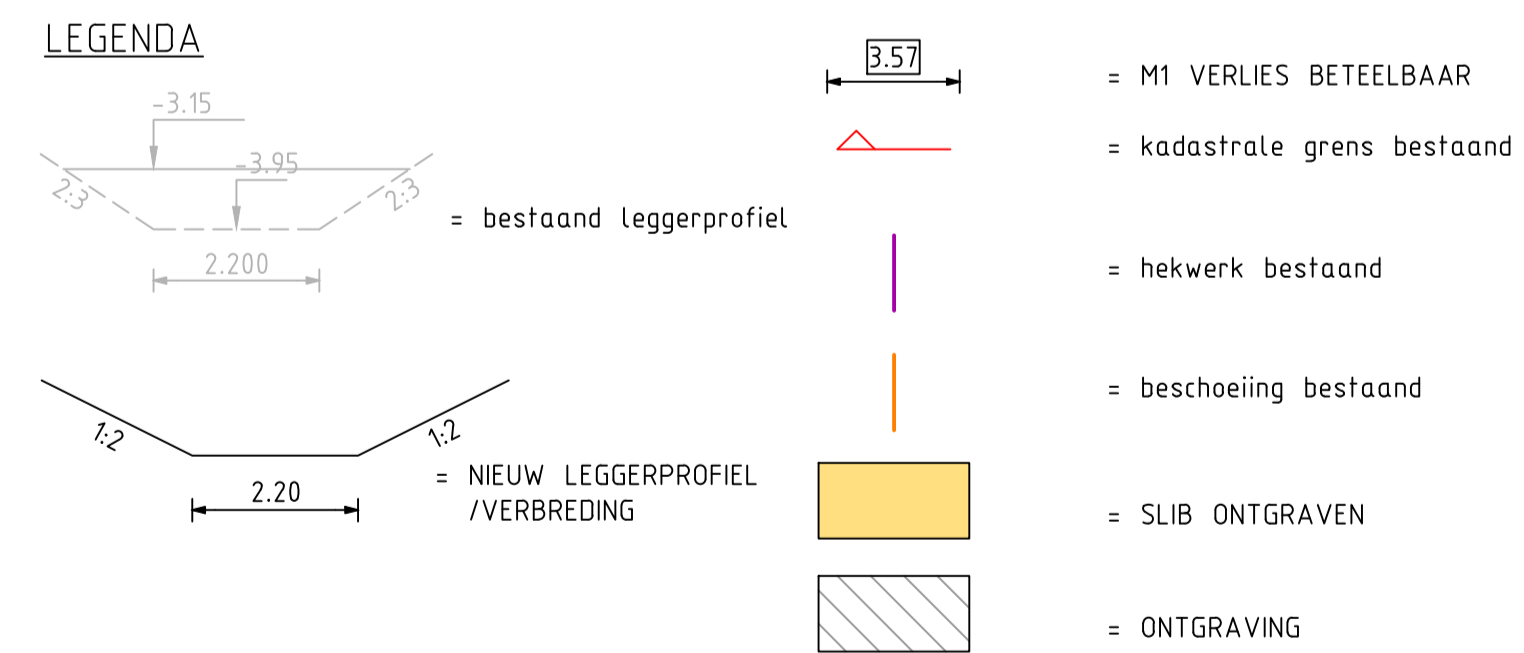 LEGENDA
-3.15
-3.95
2:3
2:3
2.200
= bestaand leggerprofiel
1:2
1:2
2.20
= NIEUW LEGGERPROFIEL
/VERBREDING
3.57
= M1 VERLIES BETEELBAAR
= kadastrale grens bestaand
= hekwerk bestaand
= beschoeiing bestaand
= SLIB ONTGRAVEN
= ONTGRAVING